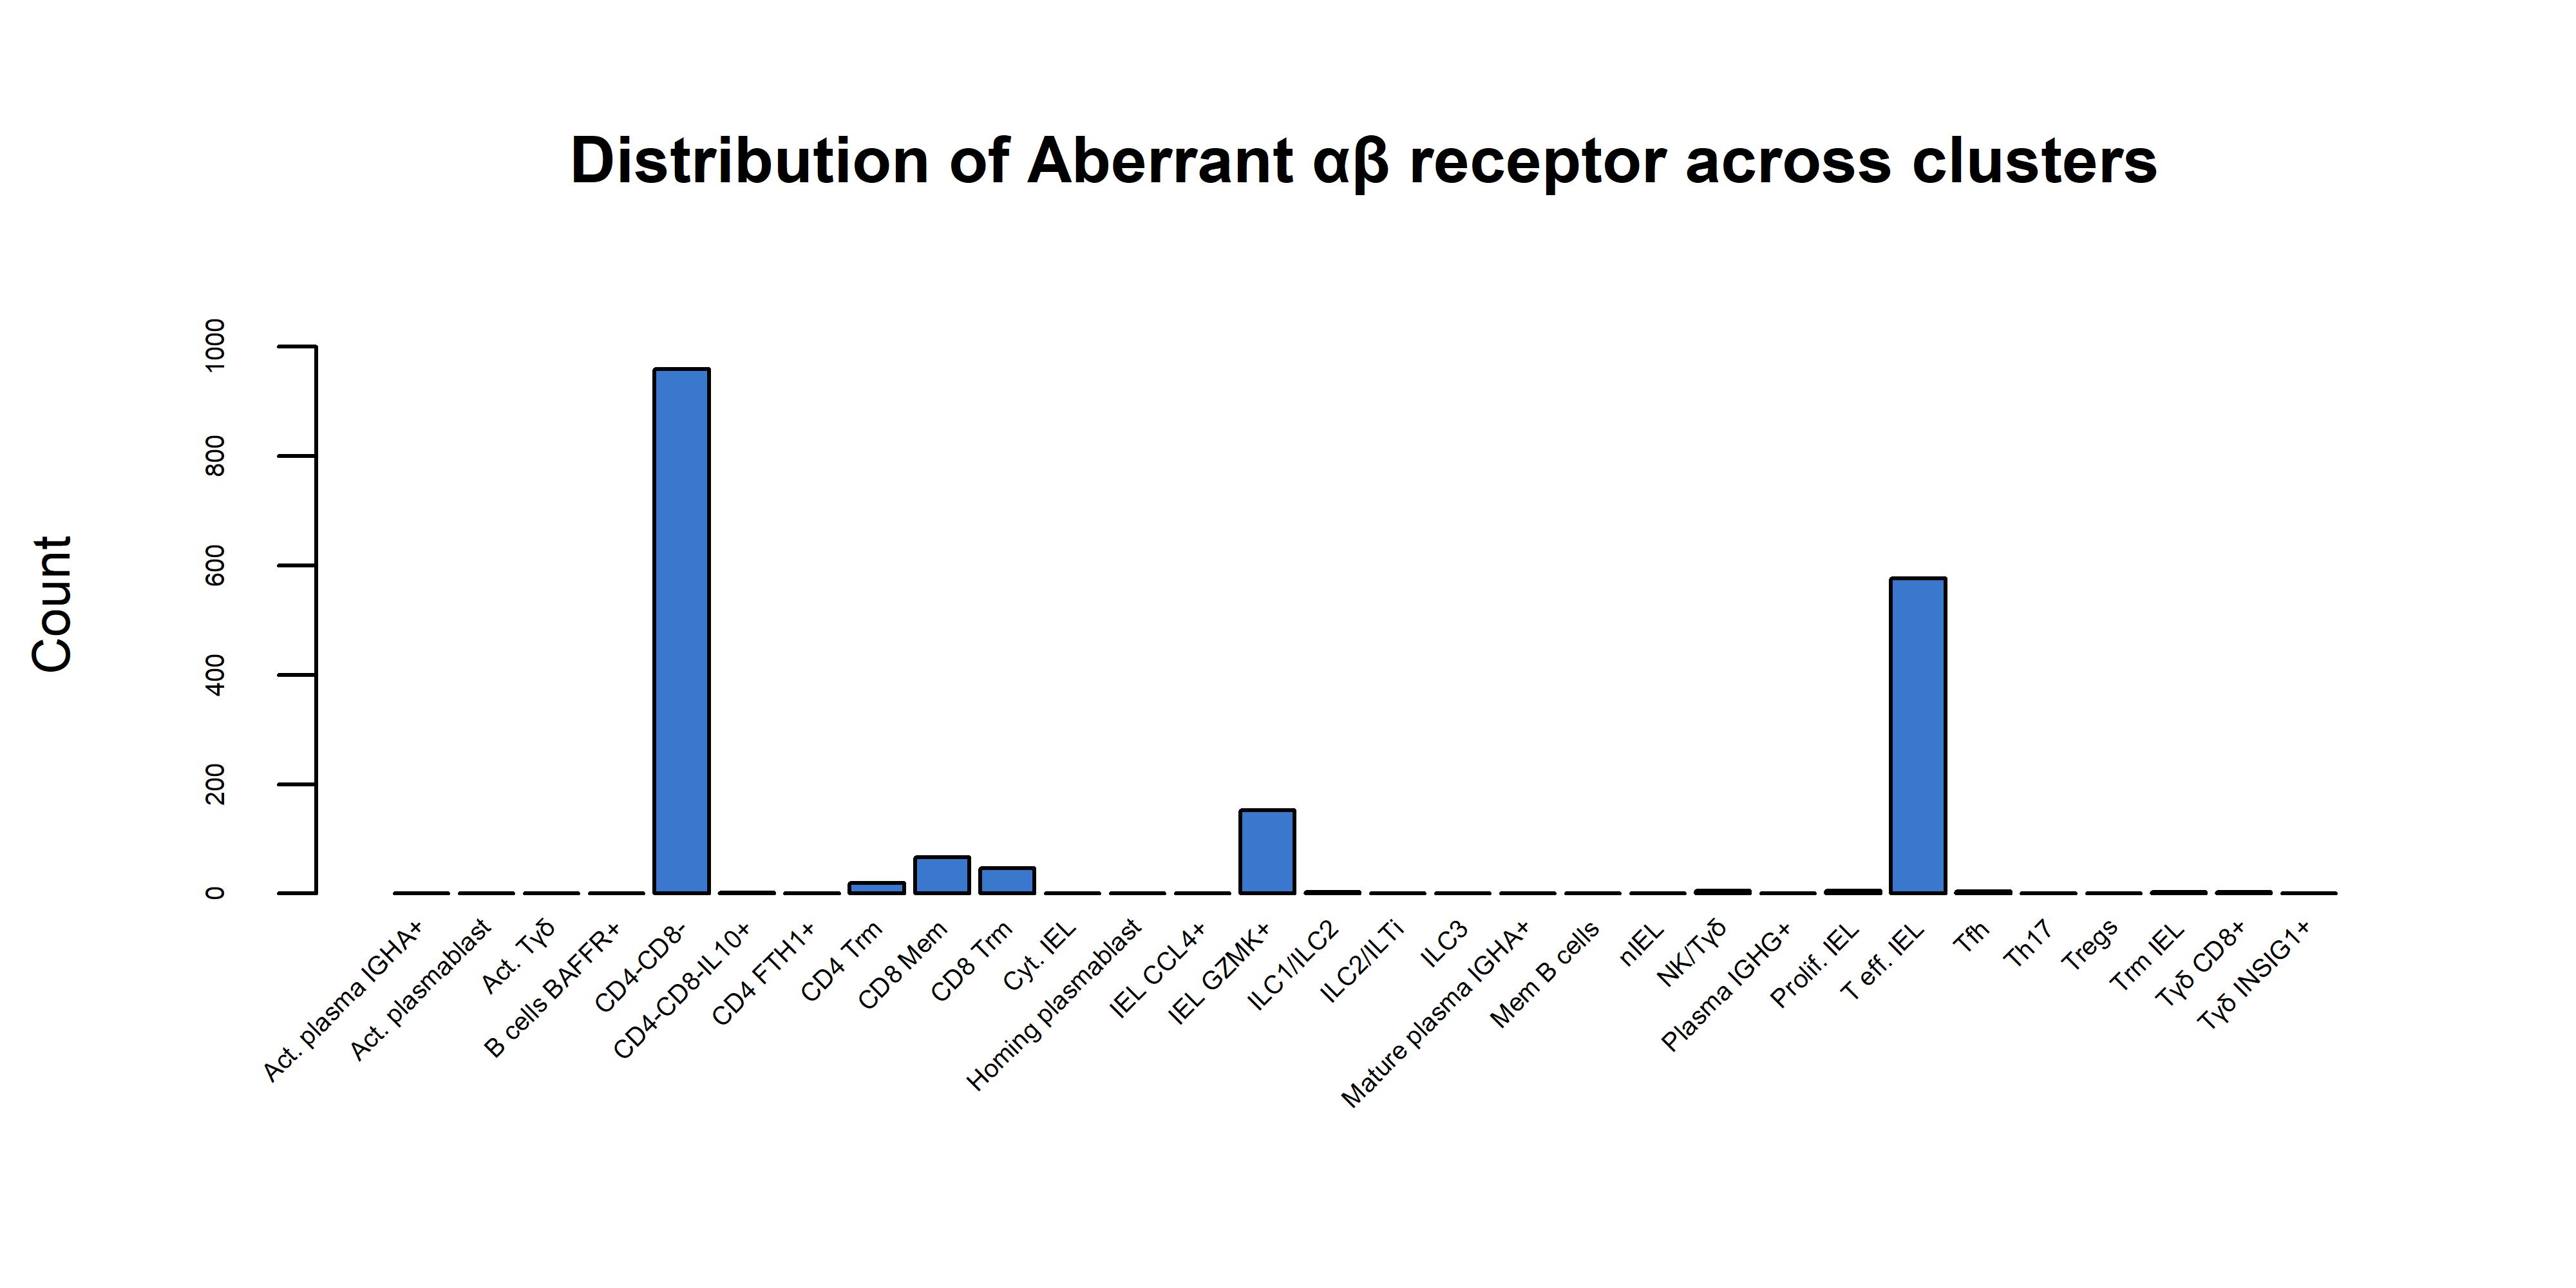 Distribution of Aberrant αβ receptor across clusters
Count
1000
800
600
400
200
0
Act. plasma IGHA+
Act. plasmablast
Act. Tγδ
B cells BAFFR+
CD4-CD8-
CD4-CD8-IL10+
CD4 FTH1+
CD4 Trm
CD8 Mem
CD8 Trm
Cyt. IEL
Homing plasmablast
IEL CCL4+
IEL GZMK+
ILC1/ILC2
ILC2/ILTi
ILC3
Mature plasma IGHA+
Mem B cells
nIEL
NK/Tγδ
Plasma IGHG+
Prolif. IEL
T eff. IEL
Tfh
Th17
Tregs
Trm IEL
Tγδ CD8+
Tγδ INSIG1+